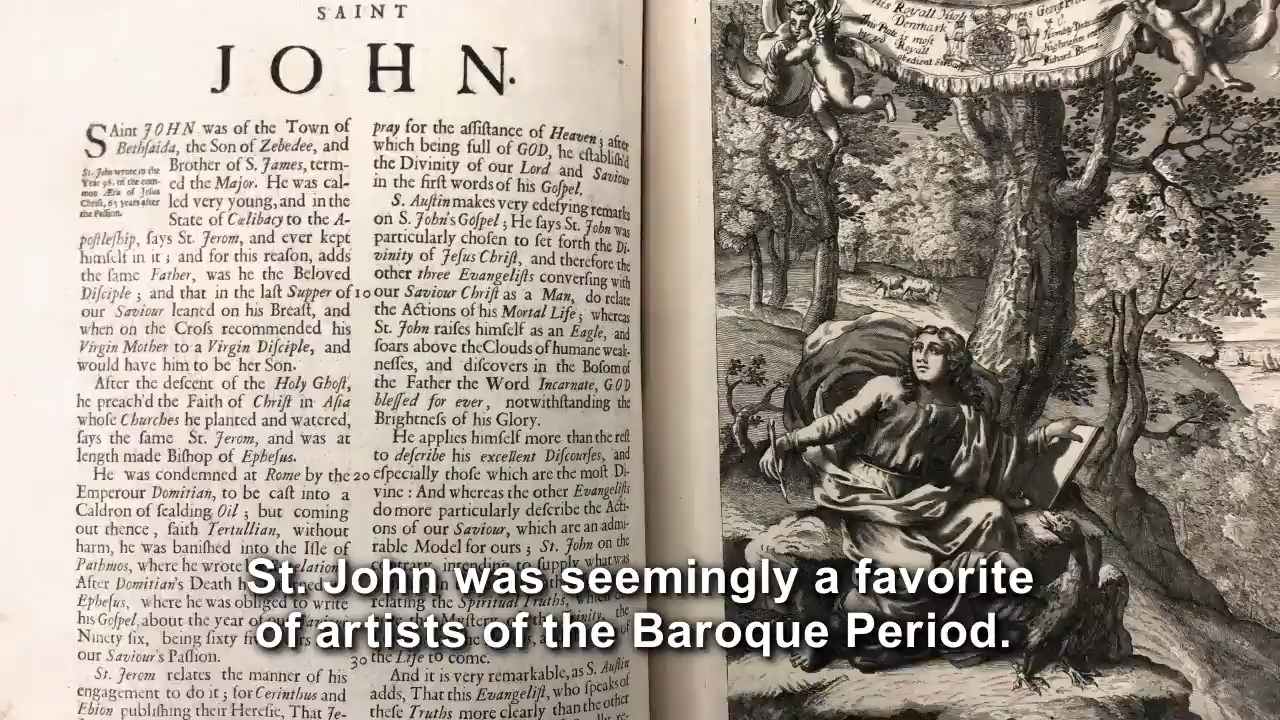 SAINT
JOHN.
SAint JOHN was of the Town of
Bethſaida, the Son of Zebedee, and
Brother of S. James, term-
ed the Major. He was cal-
led very young, and in the
State of Cœlibacy to the A-
poſtleſhip, ſays St. Jerom, and ever kept
himſelf in it; and for this reaſon, adds
the ſame Father, was he the Beloved
Diſciple; and that in the laſt Supper of
our Saviour leaned on his Breaſt, and
when on the Croſs recommended his
Virgin Mother to a Virgin Diſciple, and
would have him to be her Son.
After the deſcent of the Holy Ghoſt,
he preach'd the Faith of Chriſt in Aſia
whoſe Churches he planted and watered,
ſays the ſame St. Jerom, and was at
length made Biſhop of Epheſus.
He was condemned at Rome by the
Emperour Domitian, to be caſt into a
Caldron of ſcalding Oil; but coming
out thence, ſaith Tertullian, without
harm, he was baniſhed into the Iſle of
Pathmos, where he wrote
After Domitian's Death
Epheſus, where he was obliged to write
his Goſpel, about the year of
Ninety ſix, being ſixty
our Saviour's Paſſion.
St. Jerom relates the manner of his
engagement to do it; for Cerinthus and
Ebion publiſhing their Hereſie, That Je-
St. John wrote in the
Year 96. of the com-
mon Æra of Jeſus
Chriſt, 63 years after
the Paſſion.
10
20
30
pray for the aſſiſtance of Heaven; after
which being full of GOD, he eſtabliſh'd
the Divinity of our Lord and Saviour
in the firſt words of his Goſpel.
S. Auſtin makes very edefying remarks
on S. John's Goſpel; He ſays St. John was
particularly choſen to ſet forth the Di-
vinity of Jeſus Chriſt, and therefore the
other three Evangeliſts converſing with
our Saviour Chriſt as a Man, do relate
the Actions of his Mortal Life; whereas
St. John raiſes himſelf as an Eagle, and
ſoars above the Clouds of humane weak-
neſſes, and diſcovers in the Boſom of
the Father the Word Incarnate, GOD
bleſſed for ever, notwithſtanding the
Brightneſs of his Glory.
He applies himſelf more than the reſt
to deſcribe his excellent Diſcourſes, and
eſpecially thoſe which are the moſt Di-
vine: And whereas the other Evangeliſts
do more particularly deſcribe the Acti-
ons of our Saviour, which are an admi-
rable Model for ours; St. John on the
contrary, intending to ſupply what was
relating the Spiritual Truths,
the Life to come.
And it is very remarkable, as S. Auſtin
adds, That this Evangeliſt, who ſpeaks of
theſe Truths more clearly than the other
his Royall
Denmark
This Plate is moſt
Richard Blome
St. John was seemingly a favorite
of artists of the Baroque Period.